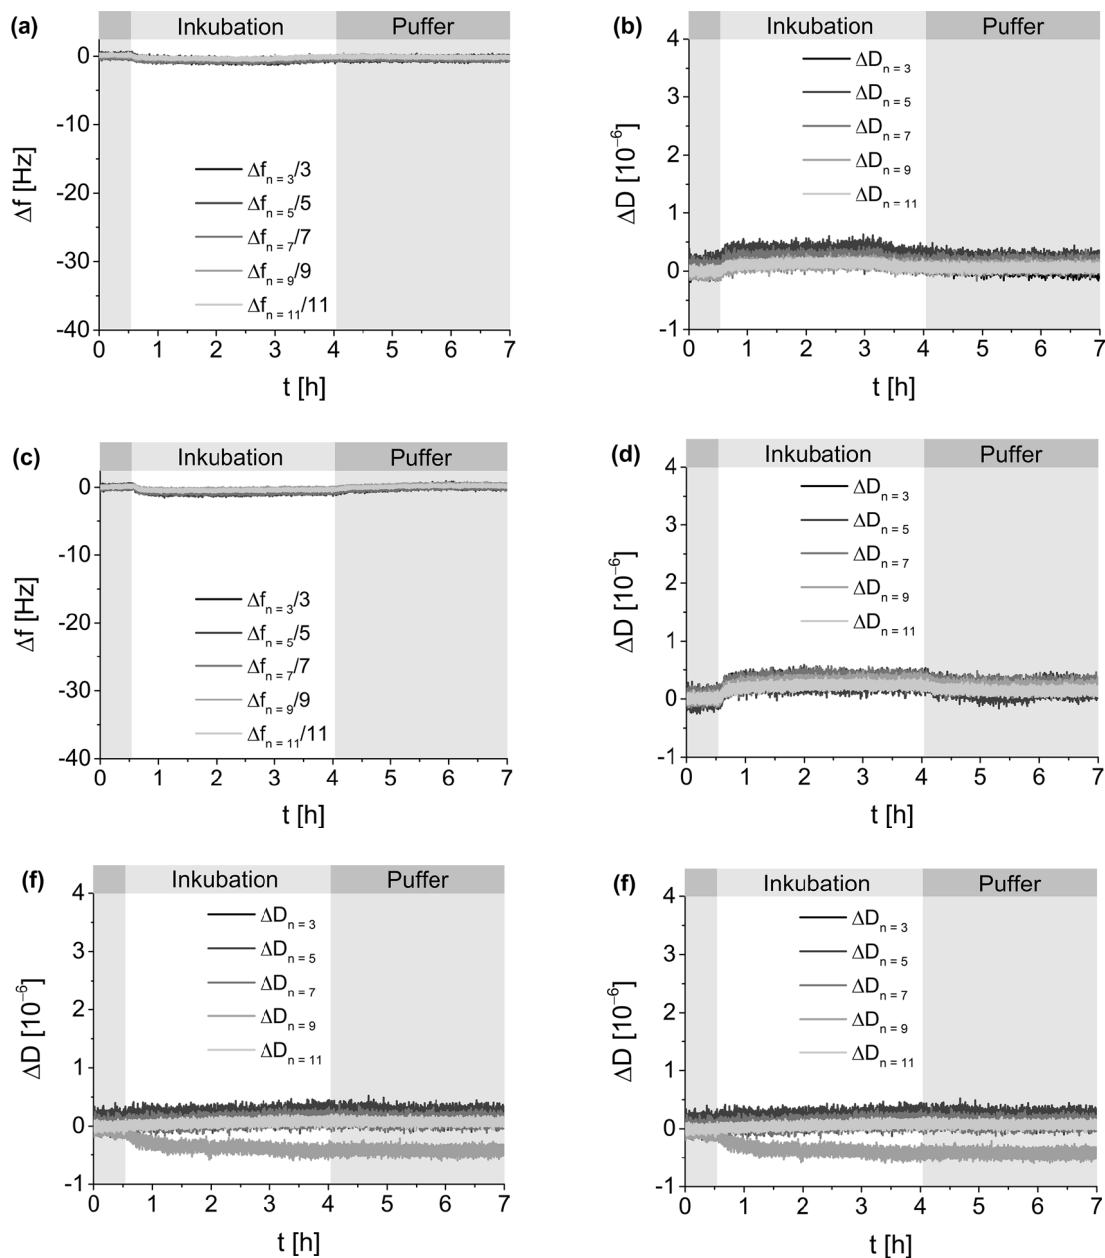 (a)
Inkubation Puffer
0
-10
-20
-30
-40
Δf [Hz]
Δfn = 3/3
Δfn = 5/5
Δfn = 7/7
Δfn = 9/9
Δfn = 11/11
0 1 2 3 4 5 6 7
t [h]
(b)
Inkubation Puffer
4
3
2
1
0
-1
ΔD [10⁻⁶]
ΔDn = 3
ΔDn = 5
ΔDn = 7
ΔDn = 9
ΔDn = 11
0 1 2 3 4 5 6 7
t [h]
(c)
Inkubation Puffer
0
-10
-20
-30
-40
Δf [Hz]
Δfn = 3/3
Δfn = 5/5
Δfn = 7/7
Δfn = 9/9
Δfn = 11/11
0 1 2 3 4 5 6 7
t [h]
(d)
Inkubation Puffer
4
3
2
1
0
-1
ΔD [10⁻⁶]
ΔDn = 3
ΔDn = 5
ΔDn = 7
ΔDn = 9
ΔDn = 11
0 1 2 3 4 5 6 7
t [h]
(f)
Inkubation Puffer
4
3
2
1
0
-1
ΔD [10⁻⁶]
ΔDn = 3
ΔDn = 5
ΔDn = 7
ΔDn = 9
ΔDn = 11
0 1 2 3 4 5 6 7
t [h]
(f)
Inkubation Puffer
4
3
2
1
0
-1
ΔD [10⁻⁶]
ΔDn = 3
ΔDn = 5
ΔDn = 7
ΔDn = 9
ΔDn = 11
0 1 2 3 4 5 6 7
t [h]